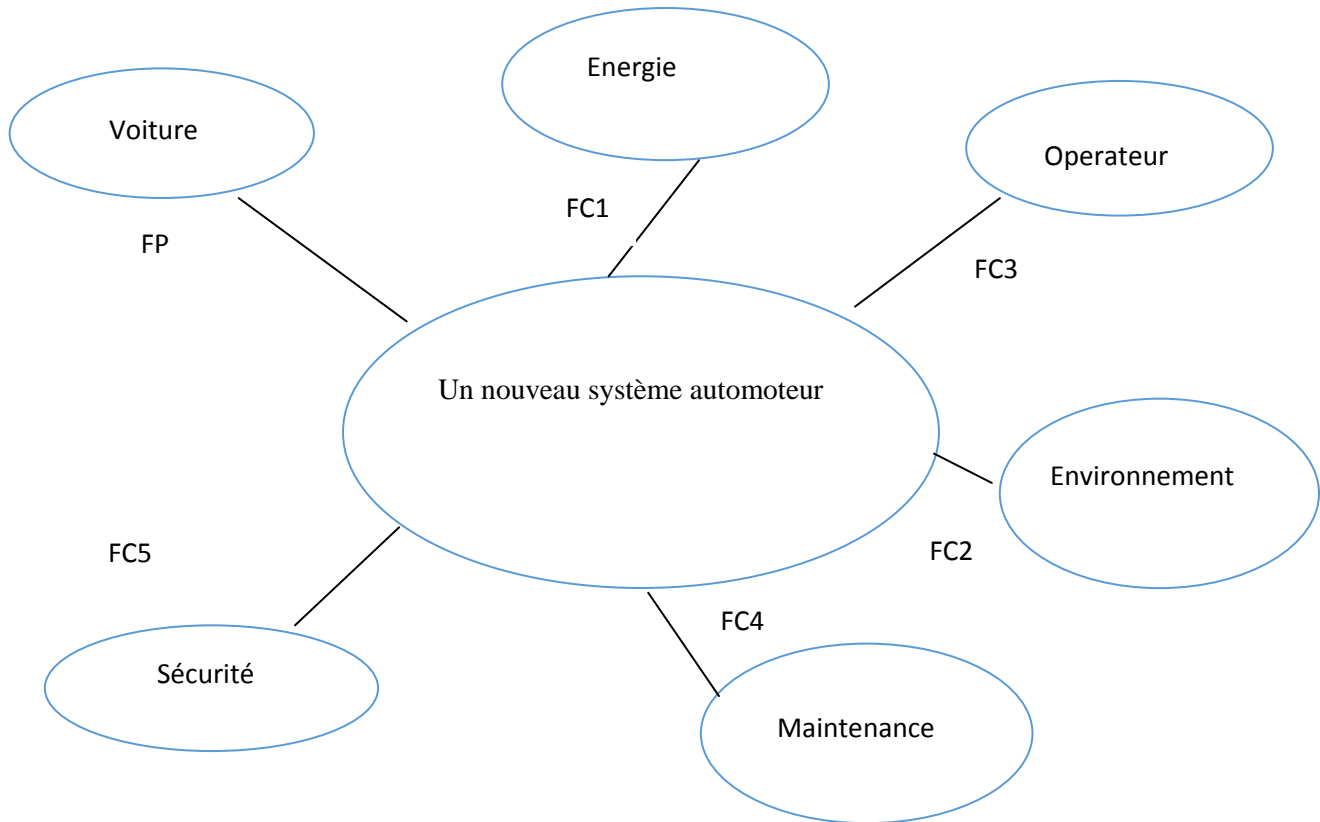 Energie
Voiture
Operateur
FC1
FP
FC3
Un nouveau système automoteur
Environnement
FC5
FC2
FC4
Sécurité
Maintenance